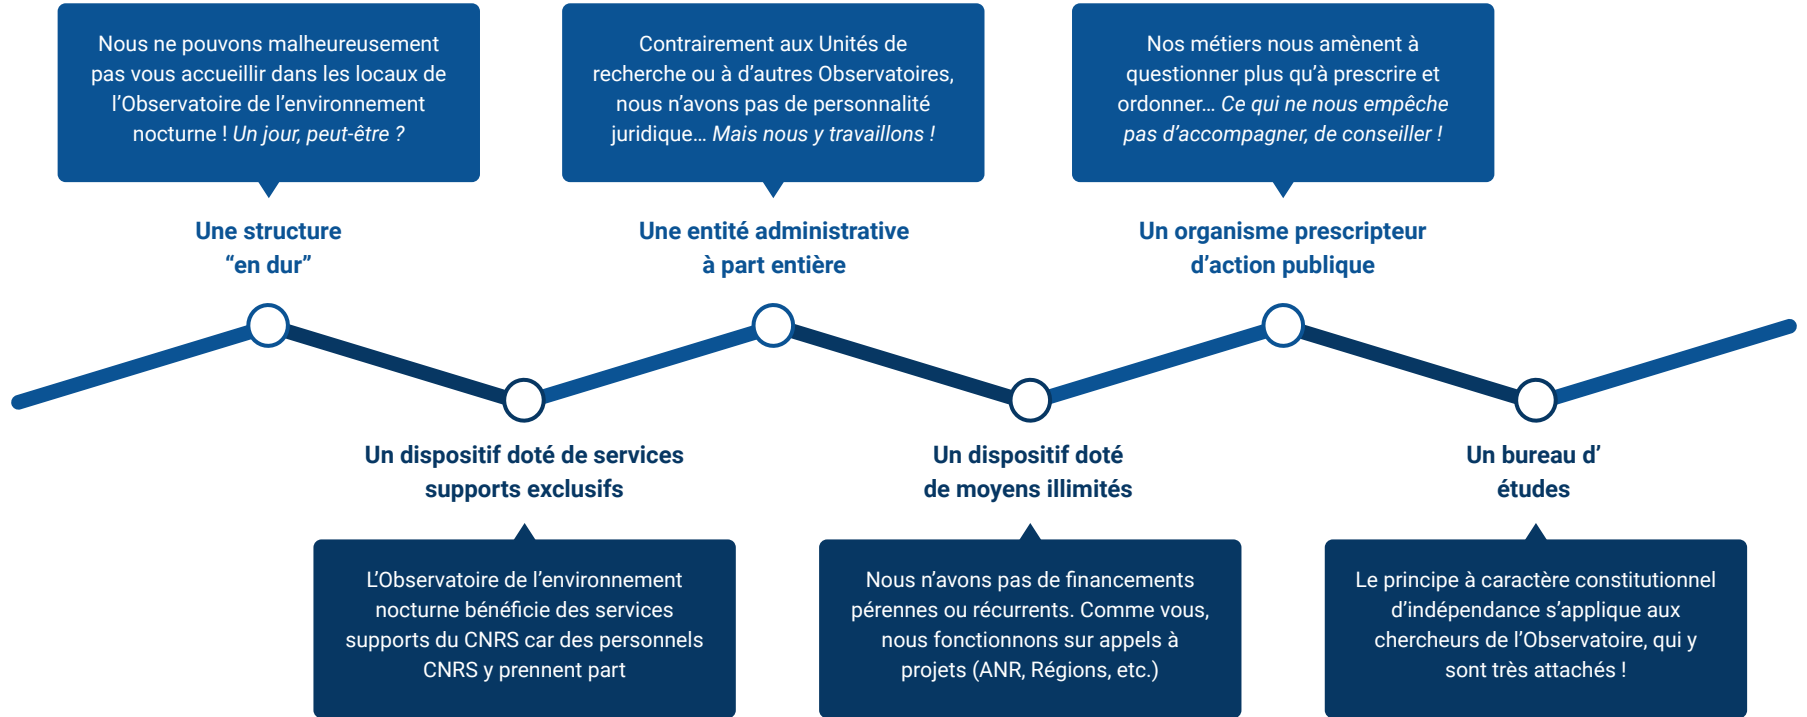 Nous ne pouvons malheureusement
pas vous accueillir dans les locaux de
l’Observatoire de l’environnement
nocturne ! Un jour, peut-être ?
Une structure
“en dur”
Contrairement aux Unités de
recherche ou à d’autres Observatoires,
nous n’avons pas de personnalité
juridique... Mais nous y travaillons !
Une entité administrative
à part entière
Nos métiers nous amènent à
questionner plus qu’à prescrire et
ordonner... Ce qui ne nous empêche
pas d’accompagner, de conseiller !
Un organisme prescripteur
d’action publique
Un dispositif doté de services
supports exclusifs
L’Observatoire de l’environnement
nocturne bénéficie des services
supports du CNRS car des personnels
CNRS y prennent part
Un dispositif doté
de moyens illimités
Nous n’avons pas de financements
pérennes ou récurrents. Comme vous,
nous fonctionnons sur appels à
projets (ANR, Régions, etc.)
Un bureau d’
études
Le principe à caractère constitutionnel
d’indépendance s’applique aux
chercheurs de l’Observatoire, qui y
sont très attachés !